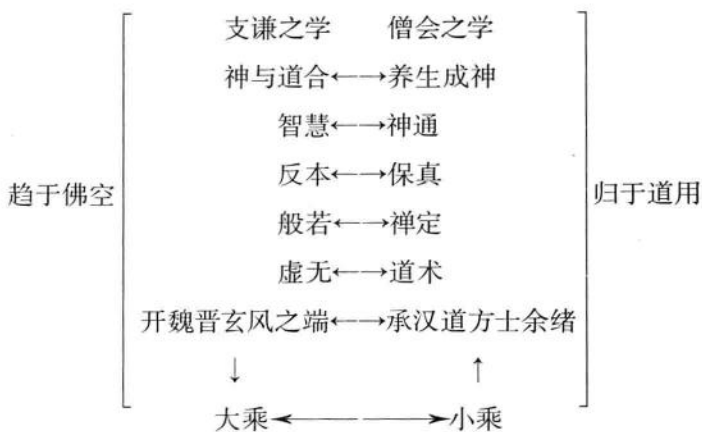 支谦之学 僧会之学
神与道合←→养生成神
智慧←→神通
反本←→保真
趋于佛空 归于道用
般若←→禅定
虚无←→道术
开魏晋玄风之端←→承汉道方士余绪
↓ ↑
大乘←→小乘